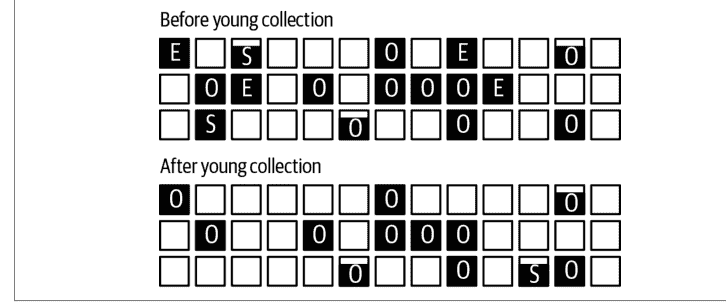 Before young collection
E S O E O
O E O O O O E
S O O O
After young collection
O O O
O O O O O
O O S O